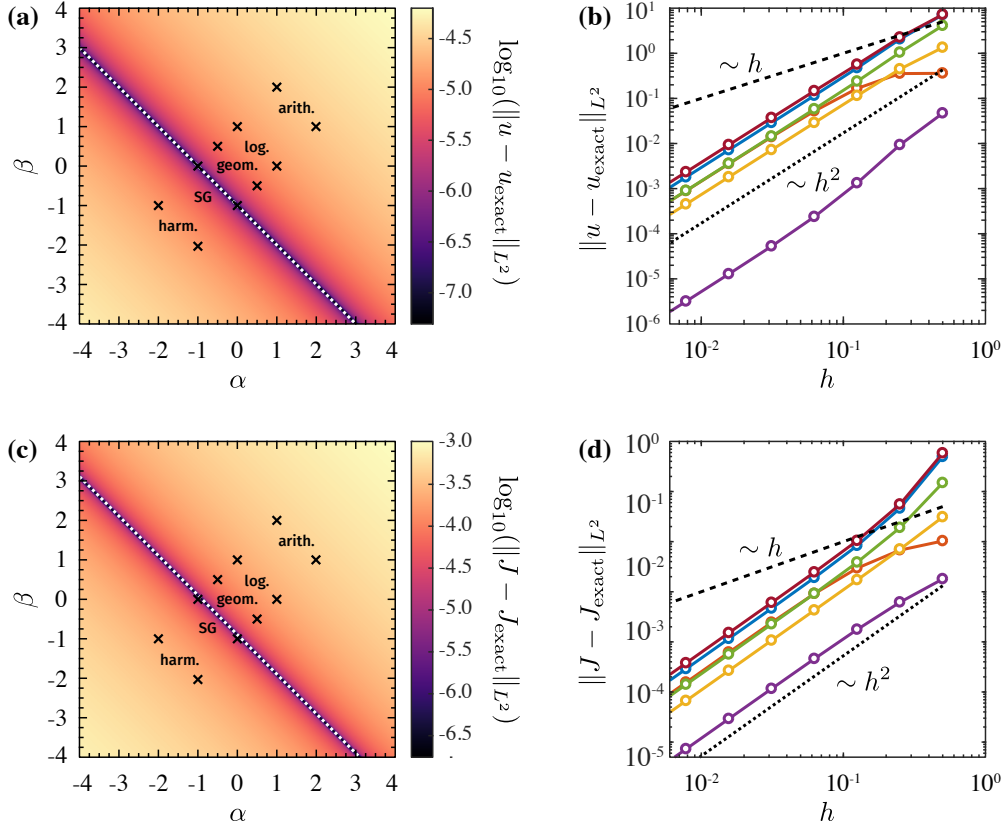 (a)
4
3
2
1
0
-1
-2
-3
-4
β
-4 -3 -2 -1 0 1 2 3 4
α
arith.
log.
geom.
SG
harm.
-4.5
-5.0
-5.5
-6.0
-6.5
-7.0
log₁₀(‖u − u_exact‖_{L²})
(b)
10^1
10^0
10^-1
10^-2
10^-3
10^-4
10^-5
10^-6
‖u − u_exact‖_{L²}
∼ h
∼ h²
10^-2 10^-1 10^0
h
(c)
4
3
2
1
0
-1
-2
-3
-4
β
-4 -3 -2 -1 0 1 2 3 4
α
arith.
log.
geom.
SG
harm.
-3.0
-3.5
-4.0
-4.5
-5.0
-5.5
-6.0
-6.5
log₁₀(‖J − J_exact‖_{L²})
(d)
10^0
10^-1
10^-2
10^-3
10^-4
10^-5
‖J − J_exact‖_{L²}
∼ h
∼ h²
10^-2 10^-1 10^0
h